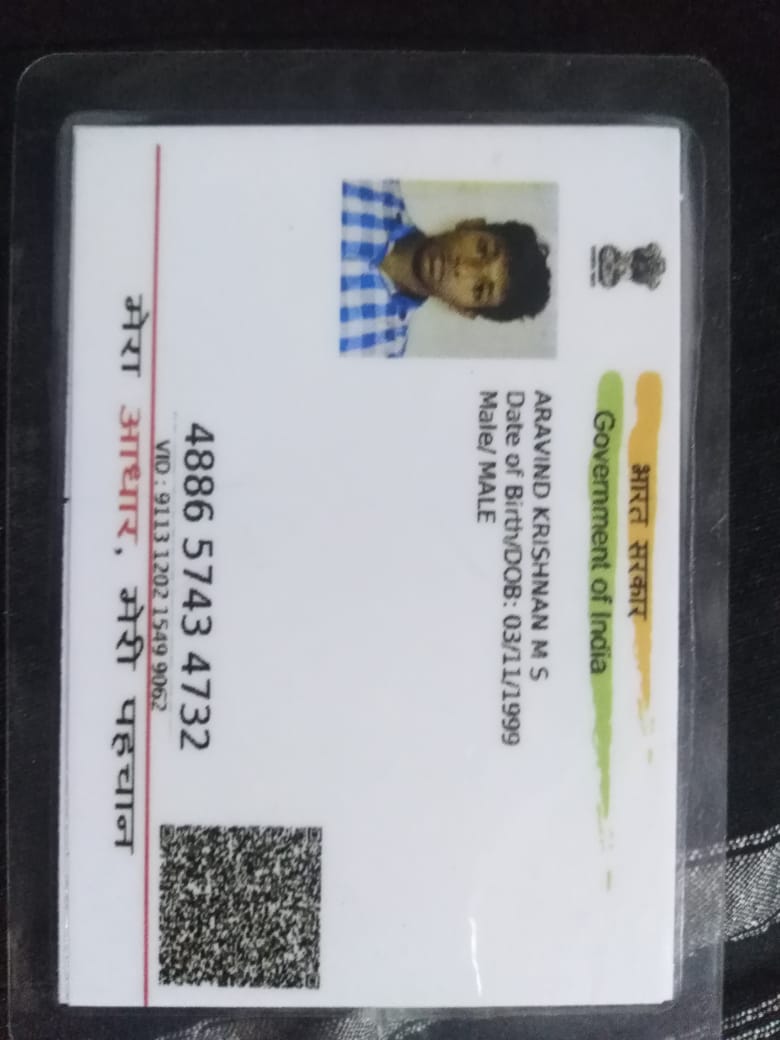 भारत सरकार
Government of India
ARAVIND KRISHNAN M S
Date of Birth/DOB: 03/11/1999
Male/ MALE
4886 5743 4732
VID : 9113 1202 1549 9062
मेरा आधार, मेरी पहचान